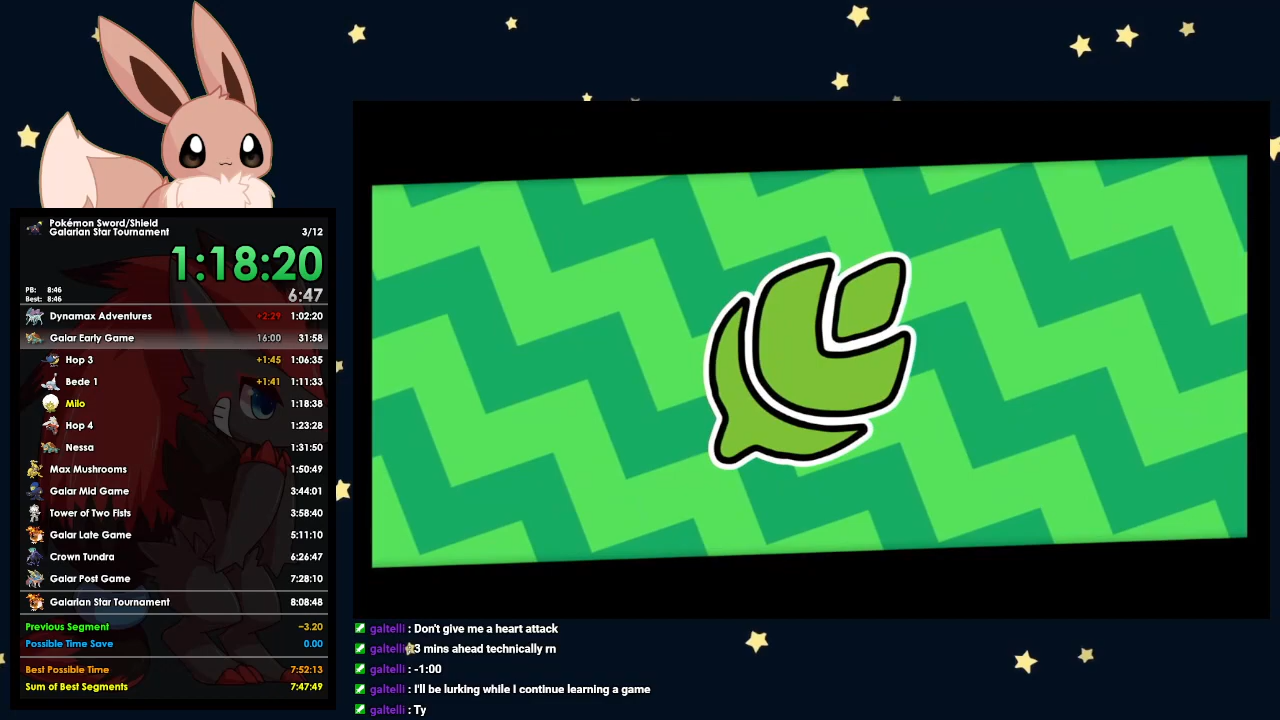 Pokémon Sword/Shield
Galarian Star Tournament 3/12
1:18:20
PB: 8:46
Best: 8:46
6:47
Dynamax Adventures +2:29 1:02:20
Galar Early Game 16:00 31:58
Hop 3 +1:45 1:06:35
Bede 1 +1:41 1:11:33
Milo 1:18:38
Hop 4 1:23:28
Nessa 1:31:50
Max Mushrooms 1:50:49
Galar Mid Game 3:44:01
Tower of Two Fists 3:58:40
Galar Late Game 5:11:10
Crown Tundra 6:26:47
Galar Post Game 7:28:10
Galarian Star Tournament 8:08:48
Previous Segment −3.20
Possible Time Save 0.00
Best Possible Time 7:52:13
Sum of Best Segments 7:47:49
galtelli : Don't give me a heart attack
galtelli : 3 mins ahead technically rn
galtelli : -1:00
galtelli : I'll be lurking while I continue learning a game
galtelli : Ty